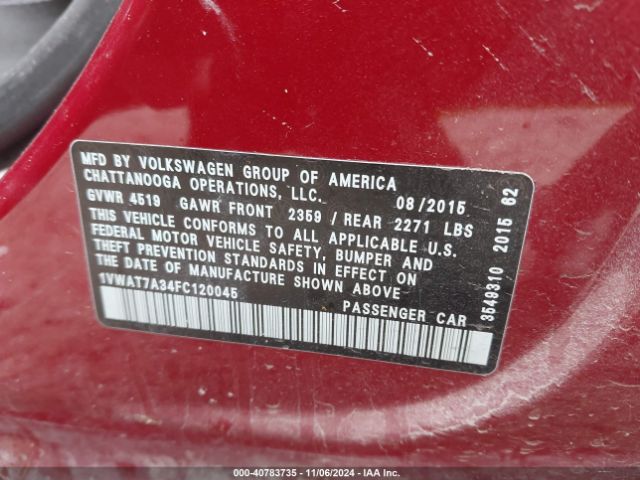 MFD BY VOLKSWAGEN GROUP OF AMERICA
CHATTANOOGA OPERATIONS, LLC. 08/2015
GVWR 4519 GAWR FRONT 2359 / REAR 2271 LBS
THIS VEHICLE CONFORMS TO ALL APPLICABLE U.S.
FEDERAL MOTOR VEHICLE SAFETY, BUMPER AND
THEFT PREVENTION STANDARDS IN EFFECT ON
THE DATE OF MANUFACTURE SHOWN ABOVE
1VWAT7A34FC120045 PASSENGER CAR
3549310 2015 62
000-40783735 - 11/06/2024 - IAA Inc.